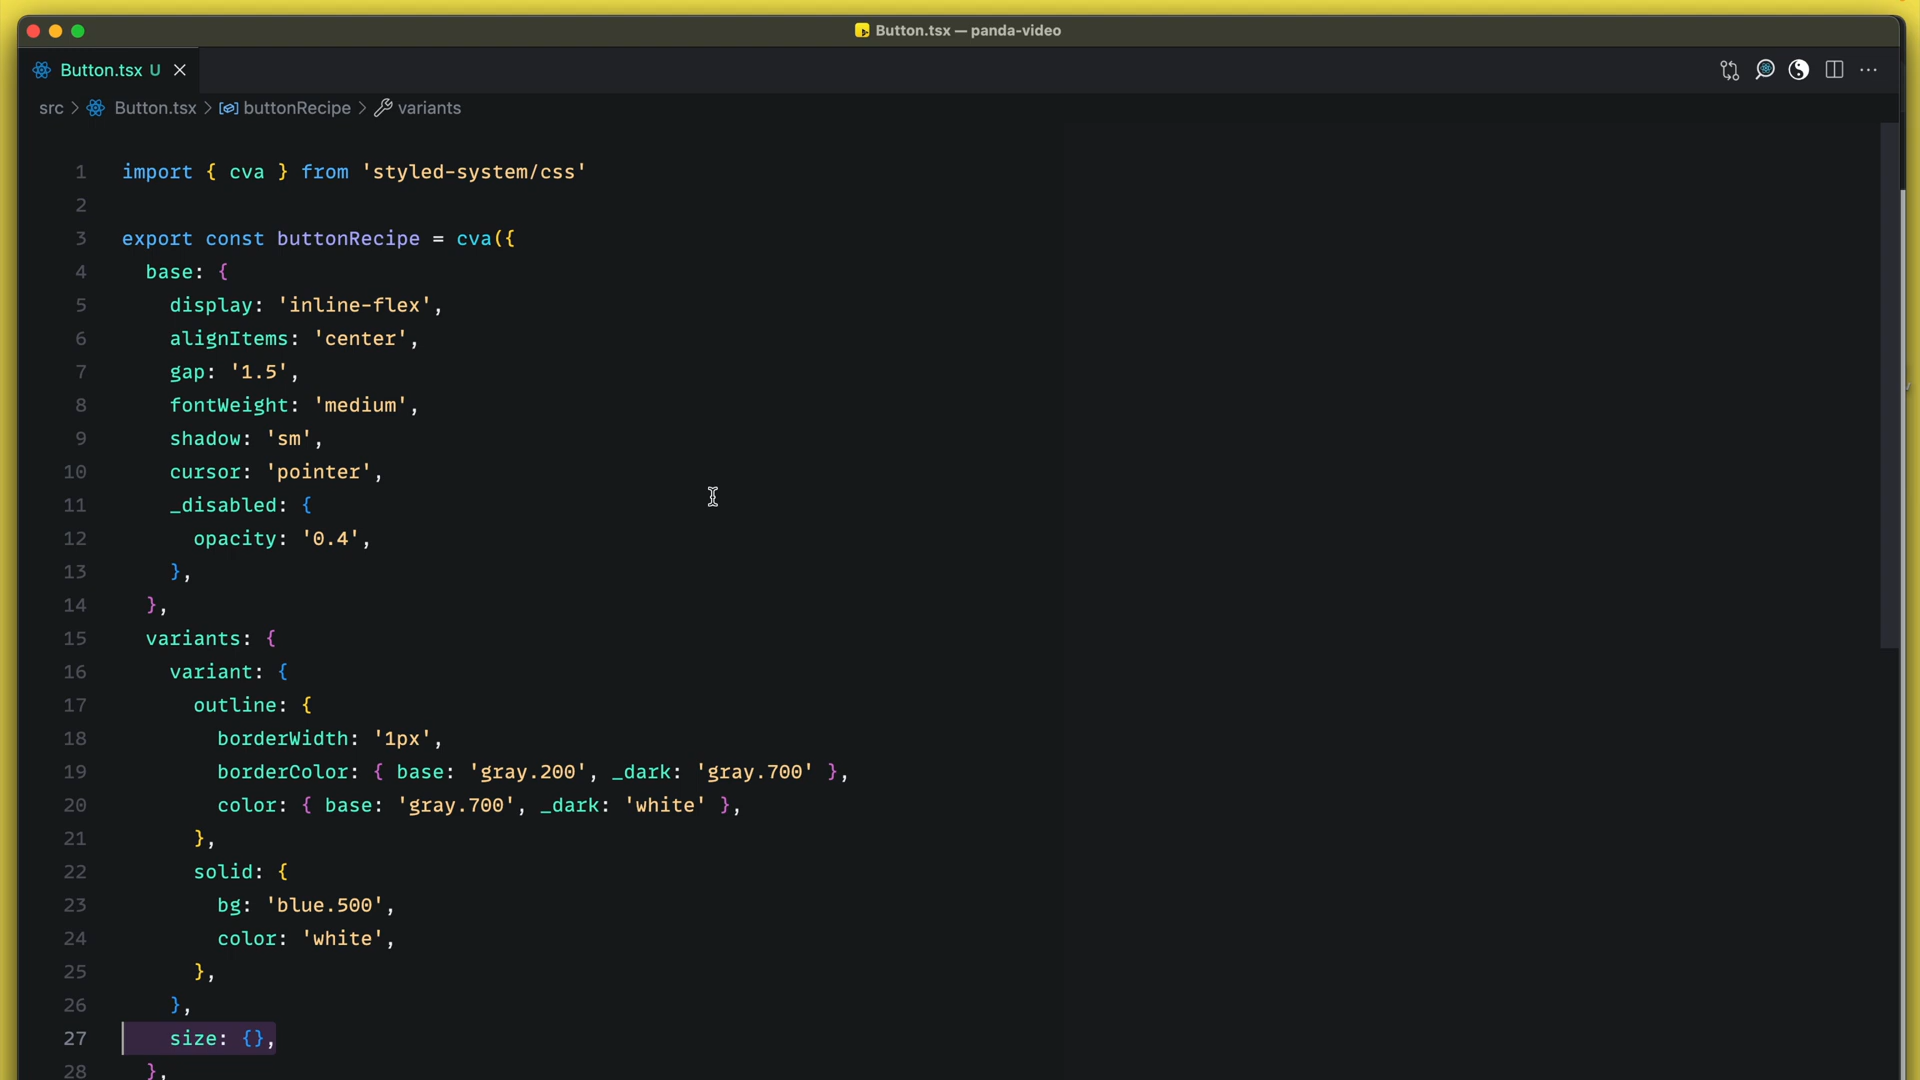 Button.tsx — panda-video
Button.tsx U
src > Button.tsx > buttonRecipe > variants
1 import { cva } from 'styled-system/css'
2
3 export const buttonRecipe = cva({
4   base: {
5     display: 'inline-flex',
6     alignItems: 'center',
7     gap: '1.5',
8     fontWeight: 'medium',
9     shadow: 'sm',
10     cursor: 'pointer',
11     _disabled: {
12       opacity: '0.4',
13     },
14   },
15   variants: {
16     variant: {
17       outline: {
18         borderWidth: '1px',
19         borderColor: { base: 'gray.200', _dark: 'gray.700' },
20         color: { base: 'gray.700', _dark: 'white' },
21       },
22       solid: {
23         bg: 'blue.500',
24         color: 'white',
25       },
26     },
27     size: {},
28   },